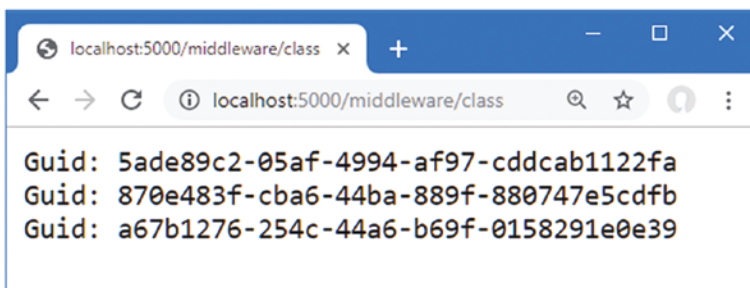 localhost:5000/middleware/class
localhost:5000/middleware/class
Guid: 5ade89c2-05af-4994-af97-cddcab1122fa
Guid: 870e483f-cba6-44ba-889f-880747e5cdfb
Guid: a67b1276-254c-44a6-b69f-0158291e0e39